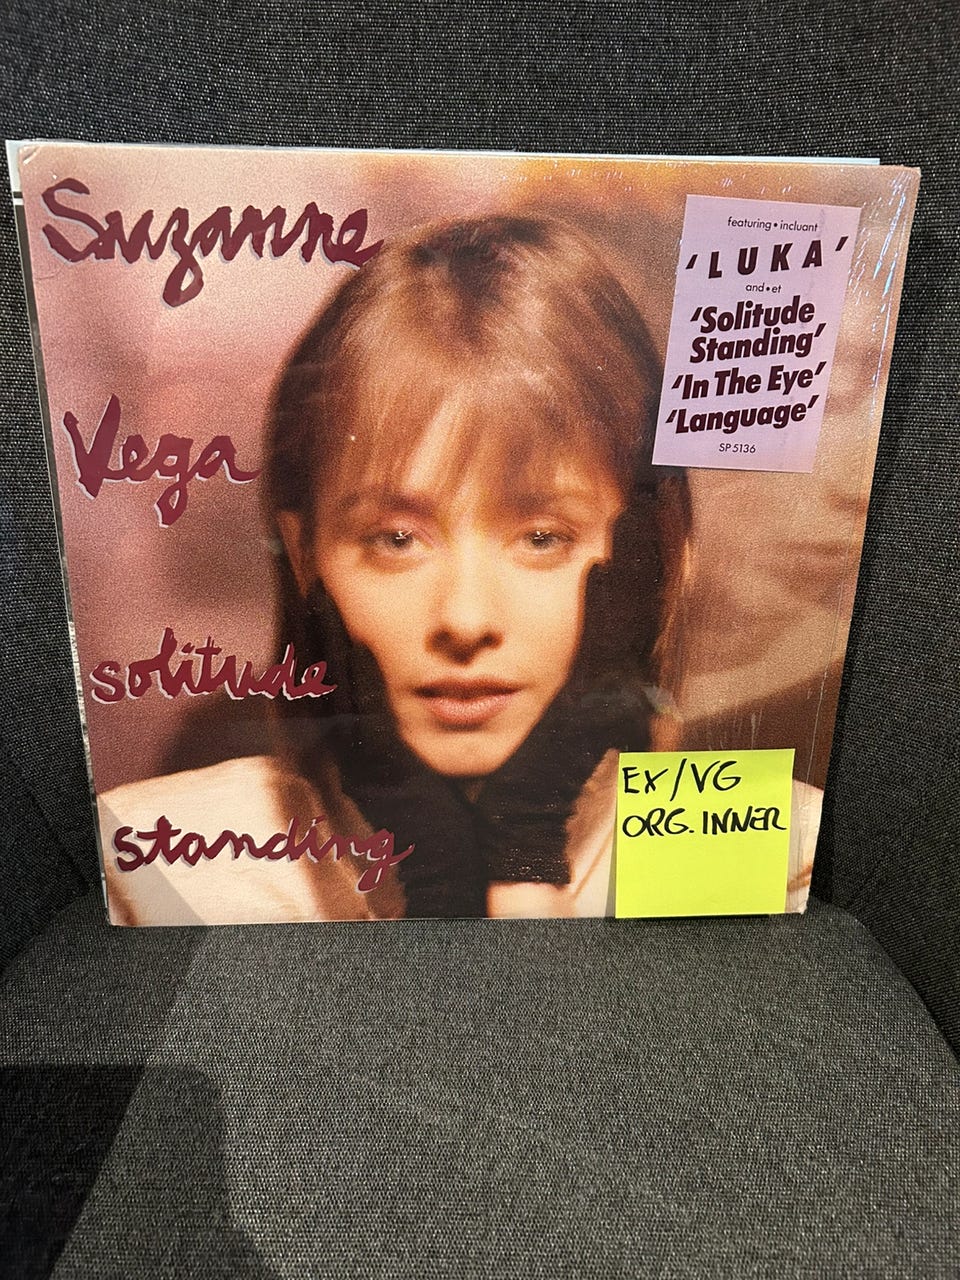 Suzanne
Vega
solitude
standing
featuring • incluant
'LUKA'
and • et
'Solitude
Standing'
'In The Eye'
'Language'
SP 5136
EX/VG
ORG. INNER